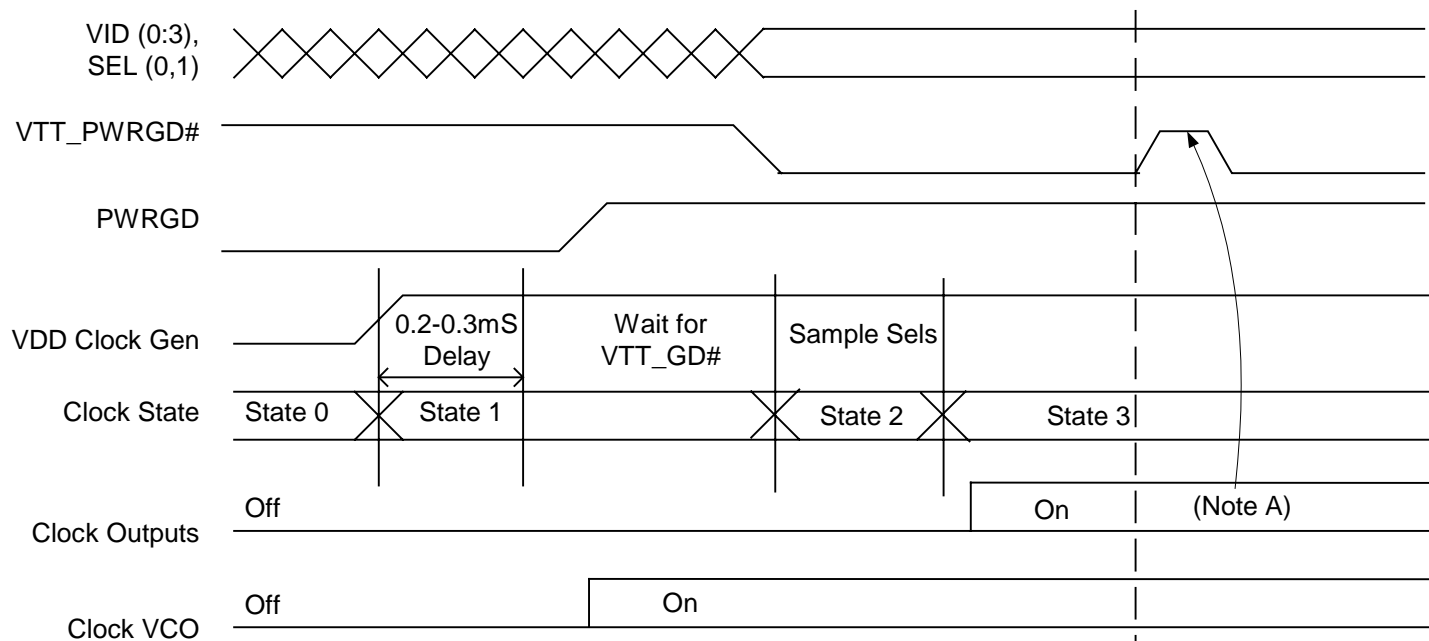 VID (0:3),
SEL (0,1)
VTT_PWRGD#
PWRGD
VDD Clock Gen
0.2-0.3mS
Delay
Wait for
VTT_GD#
Sample Sels
Clock State
State 0
State 1
State 2
State 3
Clock Outputs
Off
On
(Note A)
Clock VCO
Off
On